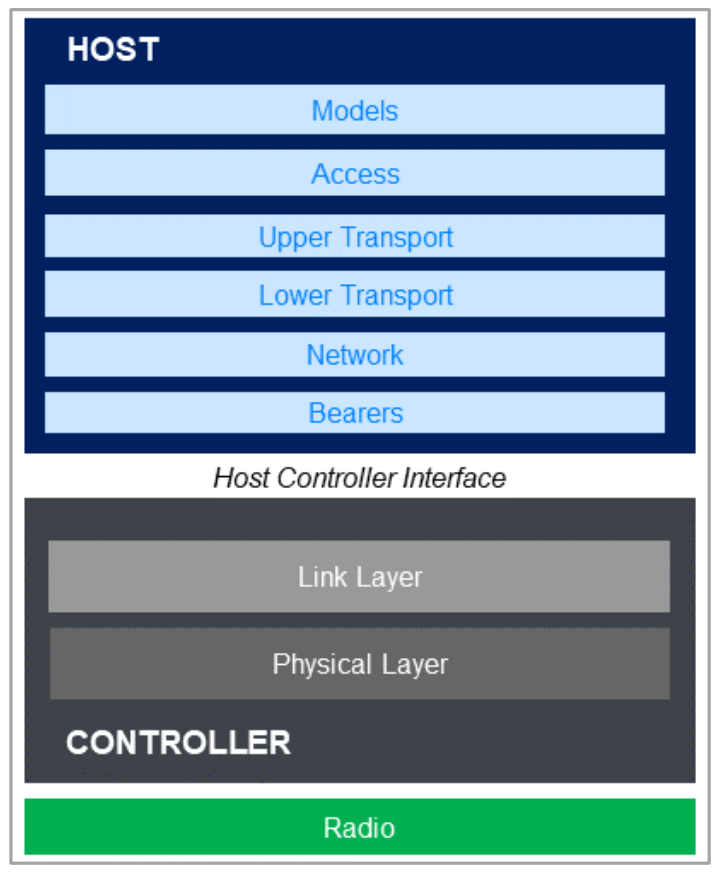 HOST
Models
Access
Upper Transport
Lower Transport
Network
Bearers
Host Controller Interface
Link Layer
Physical Layer
CONTROLLER
Radio